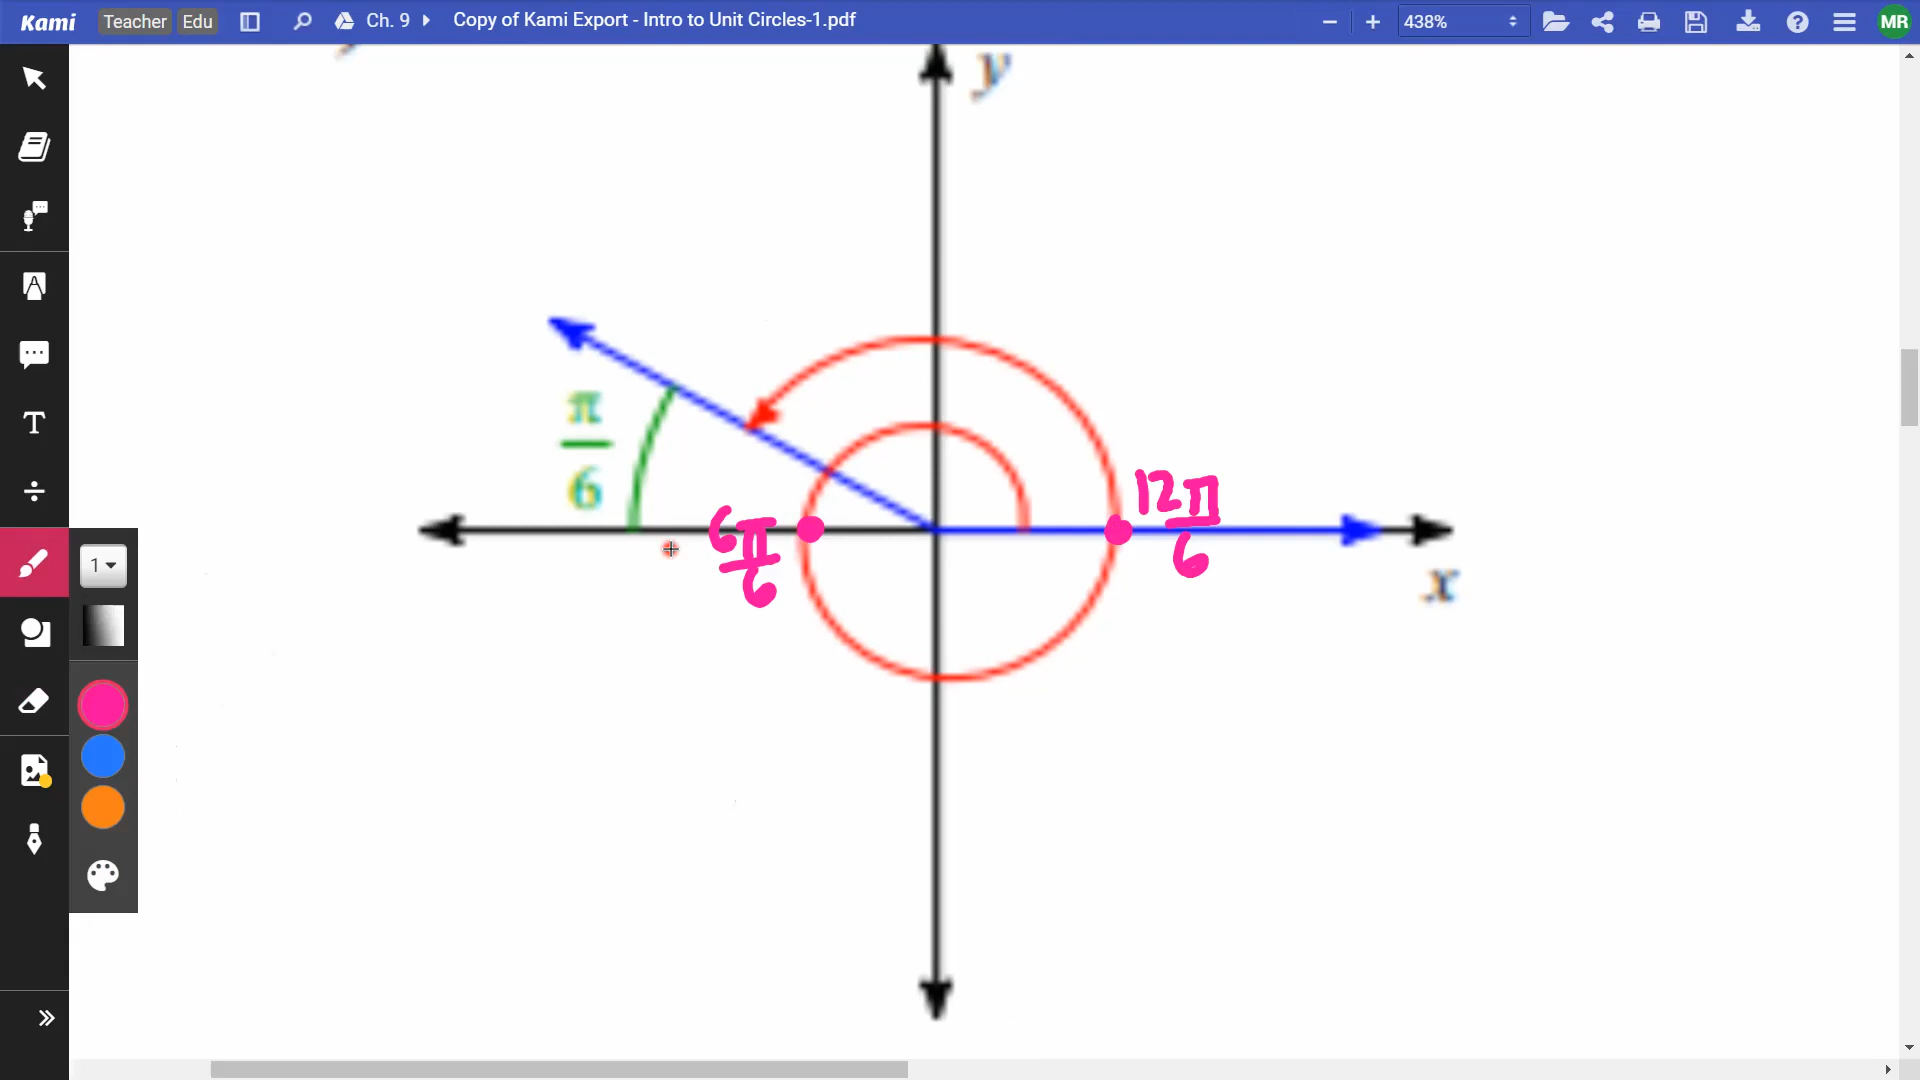 Kami Teacher Edu Ch. 9 Copy of Kami Export - Intro to Unit Circles-1.pdf 438% MR
y
π
6
12π
6
6π
6
x
T
1